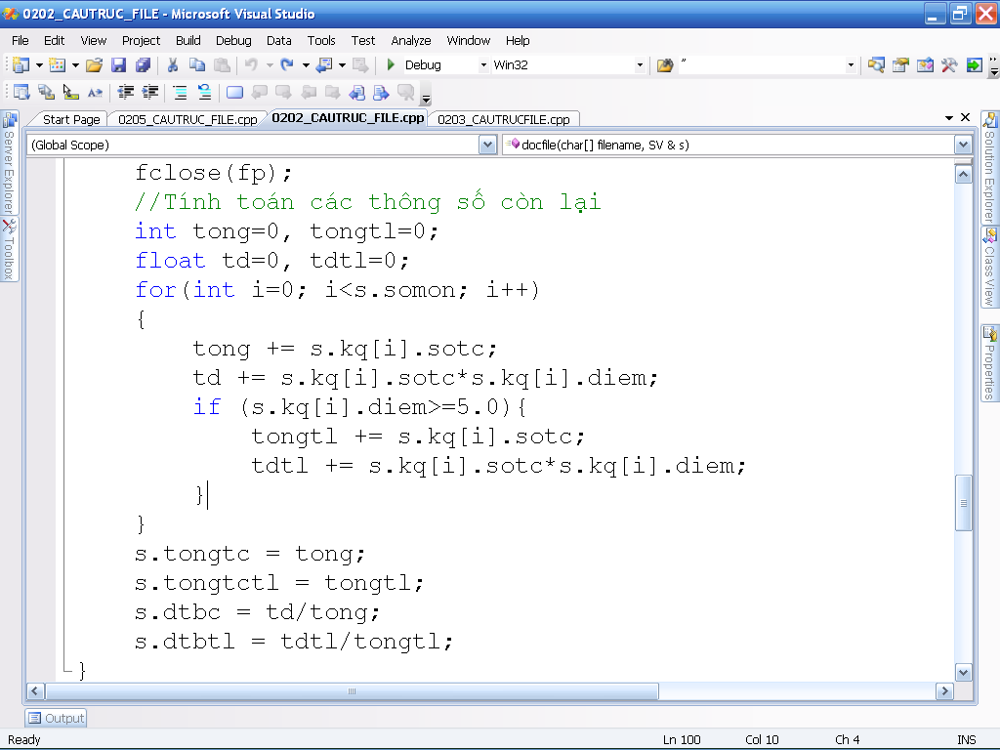 0202_CAUTRUC_FILE - Microsoft Visual Studio
File Edit View Project Build Debug Data Tools Test Analyze Window Help
Debug Win32 "
Start Page 0205_CAUTRUC_FILE.cpp 0202_CAUTRUC_FILE.cpp 0203_CAUTRUCFILE.cpp
(Global Scope) docfile(char[] filename, SV & s)
Server Explorer
Toolbox
fclose(fp);
//Tính toán các thông số còn lại
int tong=0, tongtl=0;
float td=0, tdtl=0;
for(int i=0; i<s.somon; i++)
{
tong += s.kq[i].sotc;
td += s.kq[i].sotc*s.kq[i].diem;
if (s.kq[i].diem>=5.0){
tongtl += s.kq[i].sotc;
tdtl += s.kq[i].sotc*s.kq[i].diem;
}
}
s.tongtc = tong;
s.tongtctl = tongtl;
s.dtbc = td/tong;
s.dtbtl = tdtl/tongtl;
}
Solution Explorer
Class View
Properties
Output
Ready Ln 100 Col 10 Ch 4 INS